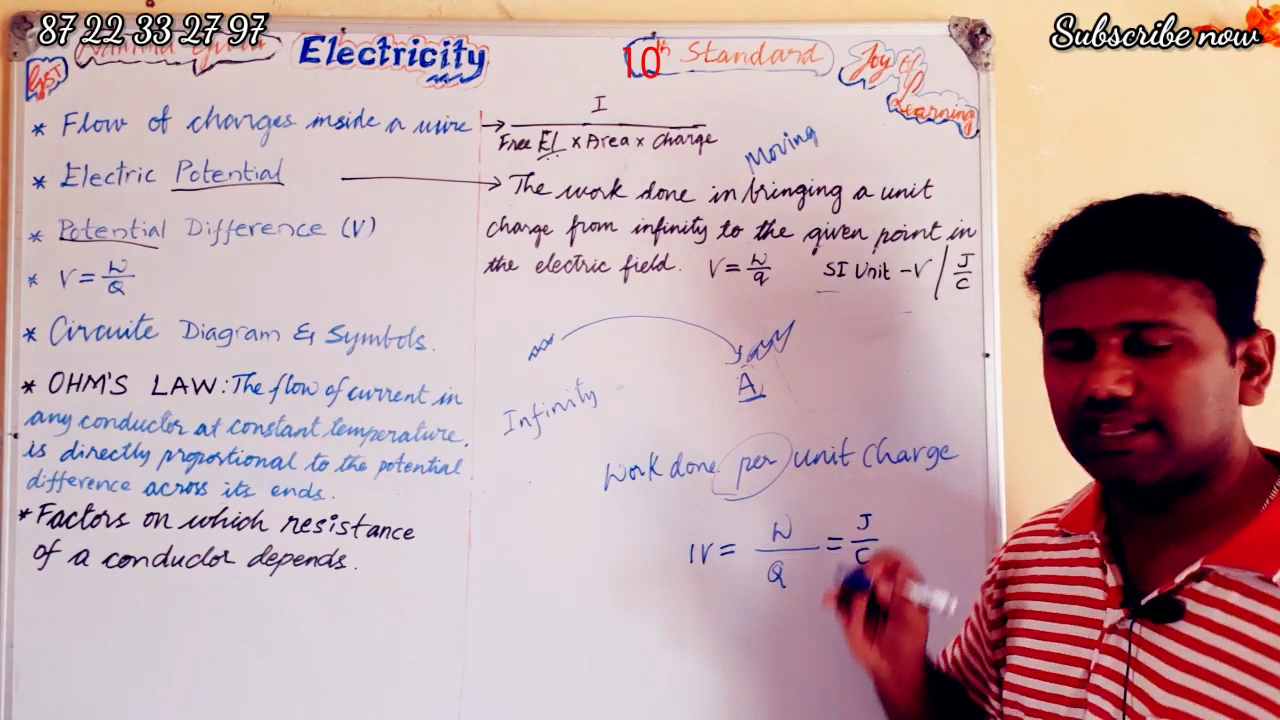 87 22 33 27 97
Subscribe now
Electricity
10th Standard
Joy of
Learning
* Flow of charges inside a wire →
I
Free El × Area × Charge
* Electric Potential
Moving
The work done in bringing a unit
charge from infinity to the given point in
the electric field. V = W/q SI Unit - V / J/C
* Potential Difference (V)
* V = W/Q
* Circuite Diagram & Symbols.
* OHM'S LAW: The flow of current in
any conductor at constant temperature.
is directly proportional to the potential
difference across its ends.
* Factors on which resistance
of a conductor depends.
Infinity
A
Work done per unit Charge
1V = W/Q = J/C